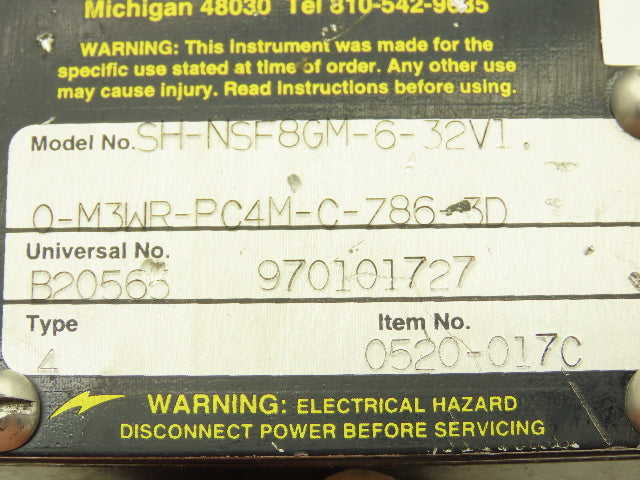 Michigan 48030 Tel 810-542-9635
WARNING: This Instrument was made for the
specific use stated at time of order. Any other use
may cause injury. Read Instructions before using.
Model No. SH-NSF8GM-6-32V1.
0-M3WR-PC4M-C-786-3D
Universal No.
B20565 970101727
Type Item No.
4 0520-017C
WARNING: ELECTRICAL HAZARD
DISCONNECT POWER BEFORE SERVICING